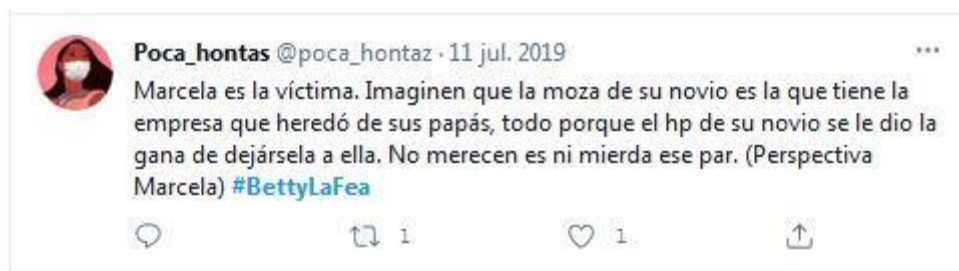 Poca_hontas @poca_hontaz · 11 jul. 2019
Marcela es la víctima. Imaginen que la moza de su novio es la que tiene la
empresa que heredó de sus papás, todo porque el hp de su novio se le dio la
gana de dejársela a ella. No merecen es ni mierda ese par. (Perspectiva
Marcela) #BettyLaFea
1 1